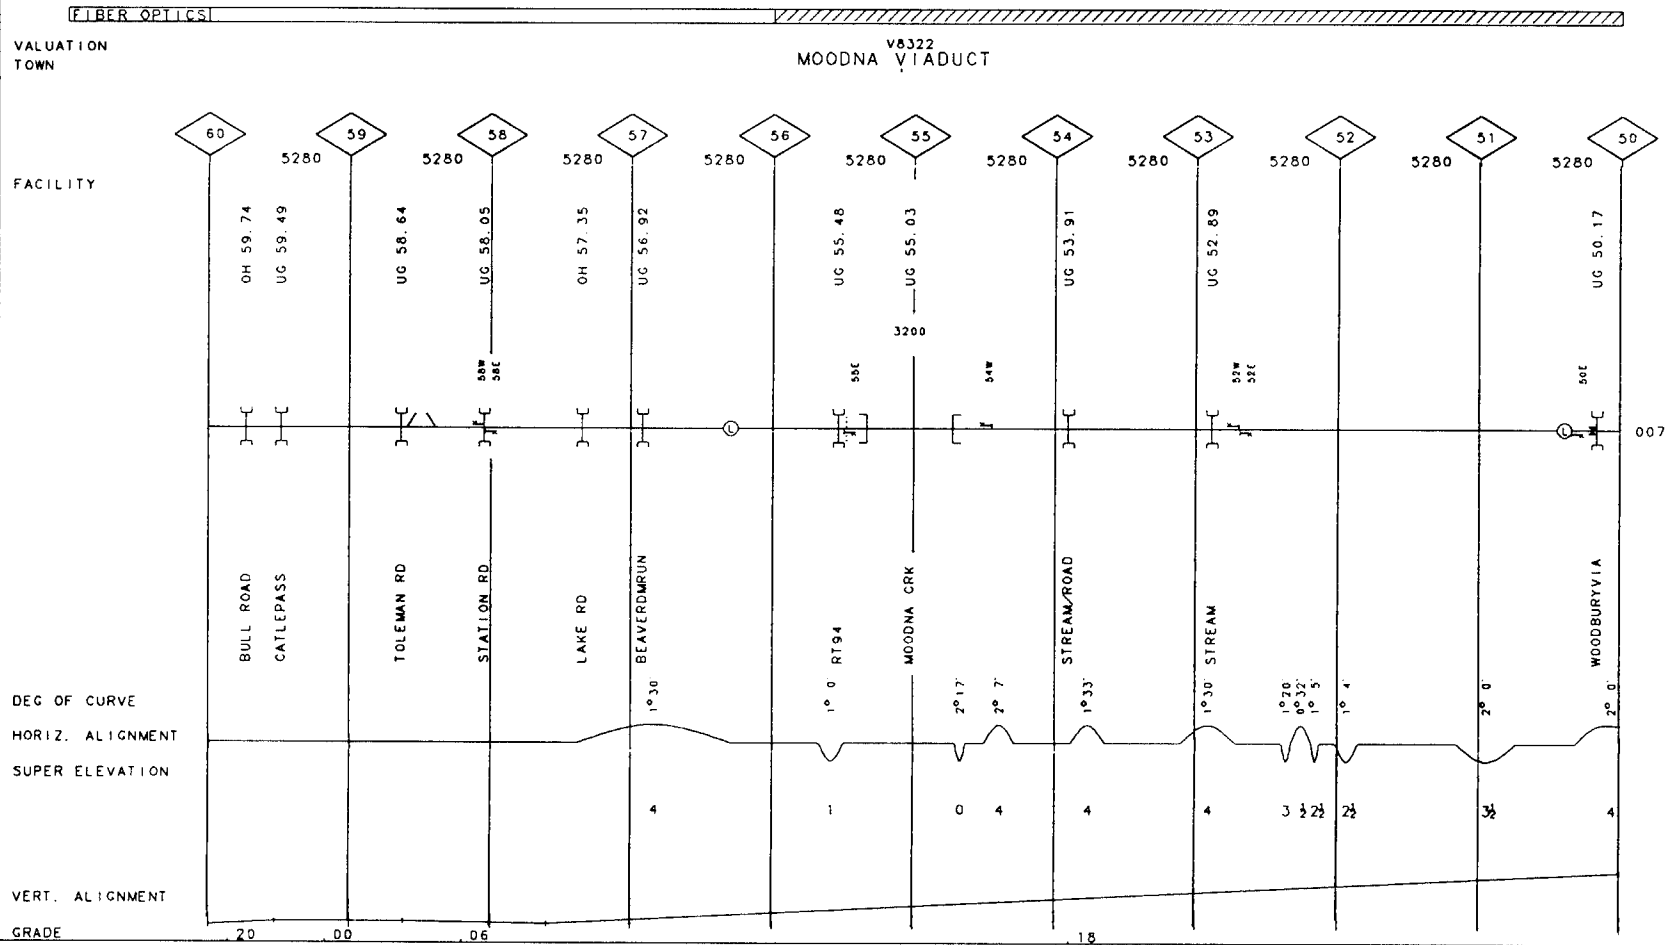 FIBER OPTICS
VALUATION
V8322
TOWN
MOODNA VIADUCT
60 59 58 57 56 55 54 53 52 51 50
5280 5280 5280 5280 5280 5280 5280 5280 5280 5280
FACILITY
OH 59.74
UG 59.49
UG 58.64
UG 58.05
OH 57.35
UG 56.92
UG 55.48
UG 55.03
UG 53.91
UG 52.89
UG 50.17
3200
58W
58E
55E
54W
52W
52E
50E
L
L
007
BULL ROAD
CATLEPASS
TOLEMAN RD
STATION RD
LAKE RD
BEAVERDMRUN
RT94
MOODNA CRK
STREAM/ROAD
STREAM
WOODBURYVIA
DEG OF CURVE
1°30' 1° 0' 2°17' 2° 7' 1°33' 1°30' 1°20' 0°32' 1° 5' 1° 4' 2° 0' 2° 0'
HORIZ. ALIGNMENT
SUPER ELEVATION
4 1 0 4 4 4 3 ½ 2½ 2½ 3½ 4
VERT. ALIGNMENT
GRADE .20 .00 .06 .18